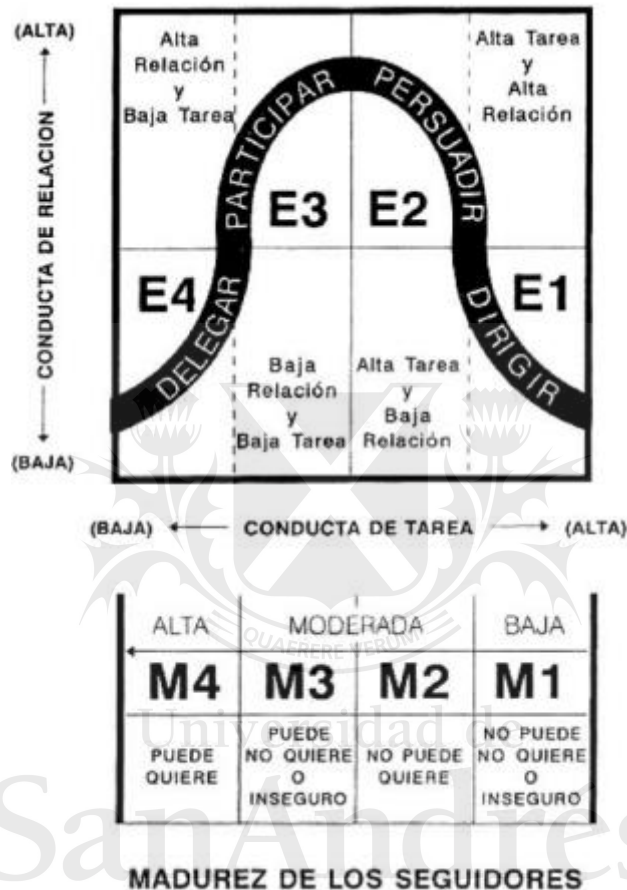 (ALTA)
CONDUCTA DE RELACION
(BAJA)
Alta
Relación
y
Baja Tarea
Alta Tarea
y
Alta
Relación
PARTICIPAR
PERSUADIR
E3
E2
E4
E1
DELEGAR
DIRIGIR
Baja
Relación
y
Baja Tarea
Alta Tarea
y
Baja
Relación
(BAJA) CONDUCTA DE TAREA (ALTA)
ALTA MODERADA BAJA
QUAERERE VERUM
M4 M3 M2 M1
PUEDE
QUIERE
PUEDE
NO QUIERE
O
INSEGURO
NO PUEDE
QUIERE
NO PUEDE
NO QUIERE
O
INSEGURO
Universidad de
SanAndrés
MADUREZ DE LOS SEGUIDORES